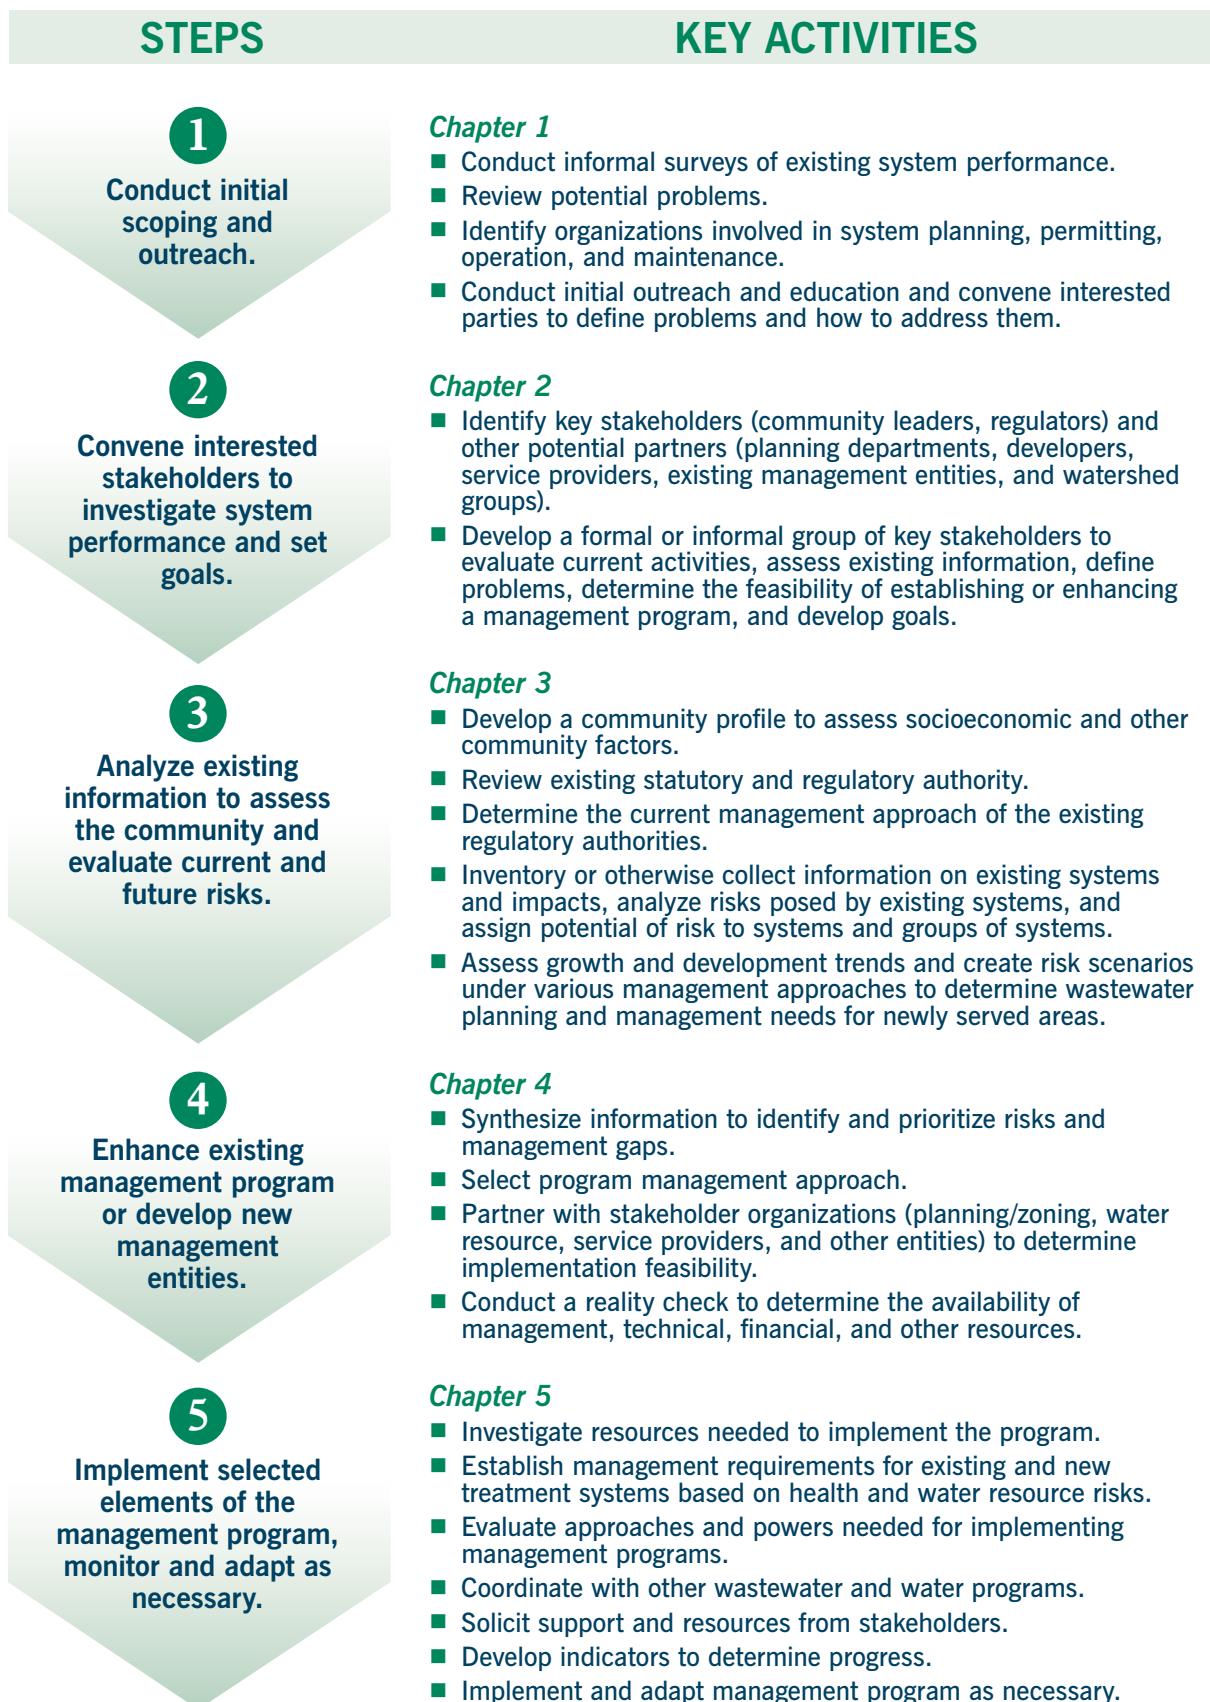 STEPS
KEY ACTIVITIES
1
Conduct initial
scoping and
outreach.
Chapter 1
■ Conduct informal surveys of existing system performance.
■ Review potential problems.
■ Identify organizations involved in system planning, permitting,
operation, and maintenance.
■ Conduct initial outreach and education and convene interested
parties to define problems and how to address them.
2
Convene interested
stakeholders to
investigate system
performance and set
goals.
Chapter 2
■ Identify key stakeholders (community leaders, regulators) and
other potential partners (planning departments, developers,
service providers, existing management entities, and watershed
groups).
■ Develop a formal or informal group of key stakeholders to
evaluate current activities, assess existing information, define
problems, determine the feasibility of establishing or enhancing
a management program, and develop goals.
3
Analyze existing
information to assess
the community and
evaluate current and
future risks.
Chapter 3
■ Develop a community profile to assess socioeconomic and other
community factors.
■ Review existing statutory and regulatory authority.
■ Determine the current management approach of the existing
regulatory authorities.
■ Inventory or otherwise collect information on existing systems
and impacts, analyze risks posed by existing systems, and
assign potential of risk to systems and groups of systems.
■ Assess growth and development trends and create risk scenarios
under various management approaches to determine wastewater
planning and management needs for newly served areas.
4
Enhance existing
management program
or develop new
management
entities.
Chapter 4
■ Synthesize information to identify and prioritize risks and
management gaps.
■ Select program management approach.
■ Partner with stakeholder organizations (planning/zoning, water
resource, service providers, and other entities) to determine
implementation feasibility.
■ Conduct a reality check to determine the availability of
management, technical, financial, and other resources.
5
Implement selected
elements of the
management program,
monitor and adapt as
necessary.
Chapter 5
■ Investigate resources needed to implement the program.
■ Establish management requirements for existing and new
treatment systems based on health and water resource risks.
■ Evaluate approaches and powers needed for implementing
management programs.
■ Coordinate with other wastewater and water programs.
■ Solicit support and resources from stakeholders.
■ Develop indicators to determine progress.
■ Implement and adapt management program as necessary.